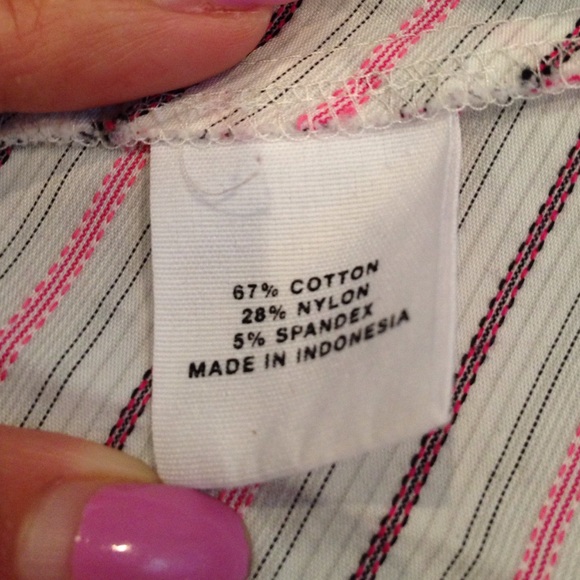 67% COTTON
28% NYLON
5% SPANDEX
MADE IN INDONESIA